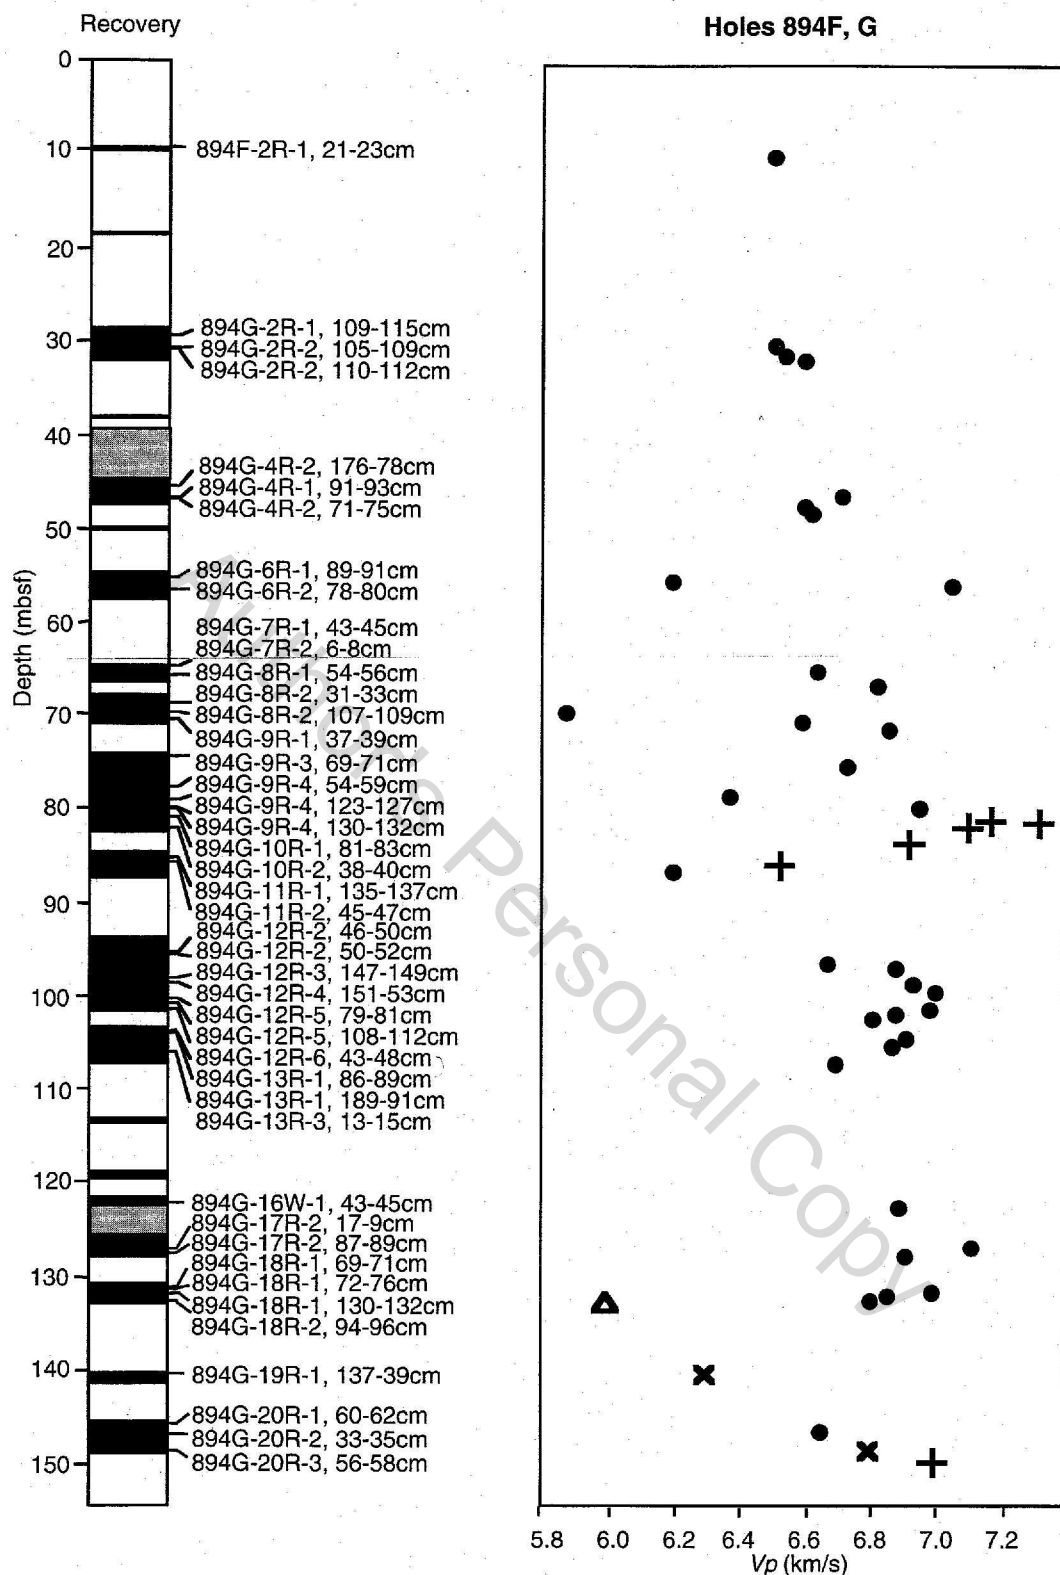 Recovery
Holes 894F, G
0
10
20
30
40
50
60
70
80
90
100
110
120
130
140
150
Depth (mbsf)
894F-2R-1, 21-23cm
894G-2R-1, 109-115cm
894G-2R-2, 105-109cm
894G-2R-2, 110-112cm
894G-4R-2, 176-78cm
894G-4R-1, 91-93cm
894G-4R-2, 71-75cm
894G-6R-1, 89-91cm
894G-6R-2, 78-80cm
894G-7R-1, 43-45cm
894G-7R-2, 6-8cm
894G-8R-1, 54-56cm
894G-8R-2, 31-33cm
894G-8R-2, 107-109cm
894G-9R-1, 37-39cm
894G-9R-3, 69-71cm
894G-9R-4, 54-59cm
894G-9R-4, 123-127cm
894G-9R-4, 130-132cm
894G-10R-1, 81-83cm
894G-10R-2, 38-40cm
894G-11R-1, 135-137cm
894G-11R-2, 45-47cm
894G-12R-2, 46-50cm
894G-12R-2, 50-52cm
894G-12R-3, 147-149cm
894G-12R-4, 151-53cm
894G-12R-5, 79-81cm
894G-12R-5, 108-112cm
894G-12R-6, 43-48cm
894G-13R-1, 86-89cm
894G-13R-1, 189-91cm
894G-13R-3, 13-15cm
894G-16W-1, 43-45cm
894G-17R-2, 17-9cm
894G-17R-2, 87-89cm
894G-18R-1, 69-71cm
894G-18R-1, 72-76cm
894G-18R-1, 130-132cm
894G-18R-2, 94-96cm
894G-19R-1, 137-39cm
894G-20R-1, 60-62cm
894G-20R-2, 33-35cm
894G-20R-3, 56-58cm
5.8 6.0 6.2 6.4 6.6 6.8 7.0 7.2
Vp (km/s)
Author's Personal Copy